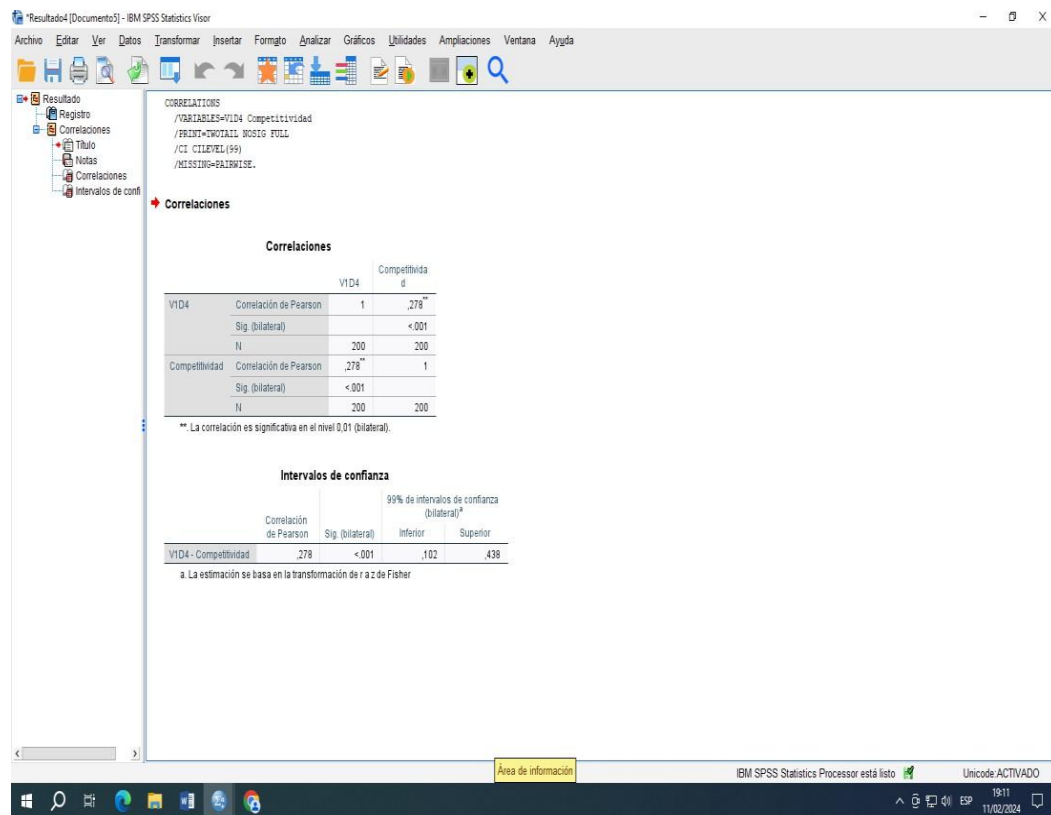 *Resultado4 [Documento5] - IBM SPSS Statistics Visor
Archivo Editar Ver Datos Transformar Insertar Formato Analizar Gráficos Utilidades Ampliaciones Ventana Ayuda
Resultado
Registro
Correlaciones
Título
Notas
Correlaciones
Intervalos de confi
CORRELATIONS
/VARIABLES=V1D4 Competitividad
/PRINT=TWOTAIL NOSIG FULL
/CI CILEVEL(99)
/MISSING=PAIRWISE.
Correlaciones
Correlaciones
V1D4 Competitivida
d
V1D4 Correlación de Pearson 1 ,278**
Sig. (bilateral) <.001
N 200 200
Competitividad Correlación de Pearson ,278** 1
Sig. (bilateral) <.001
N 200 200
**. La correlación es significativa en el nivel 0,01 (bilateral).
Intervalos de confianza
99% de intervalos de confianza
(bilateral)a
Correlación
de Pearson Sig. (bilateral) Inferior Superior
V1D4 - Competitividad ,278 <.001 ,102 ,438
a. La estimación se basa en la transformación de r a z de Fisher
Área de información
IBM SPSS Statistics Processor está listo Unicode:ACTIVADO
ESP 19:11
11/02/2024